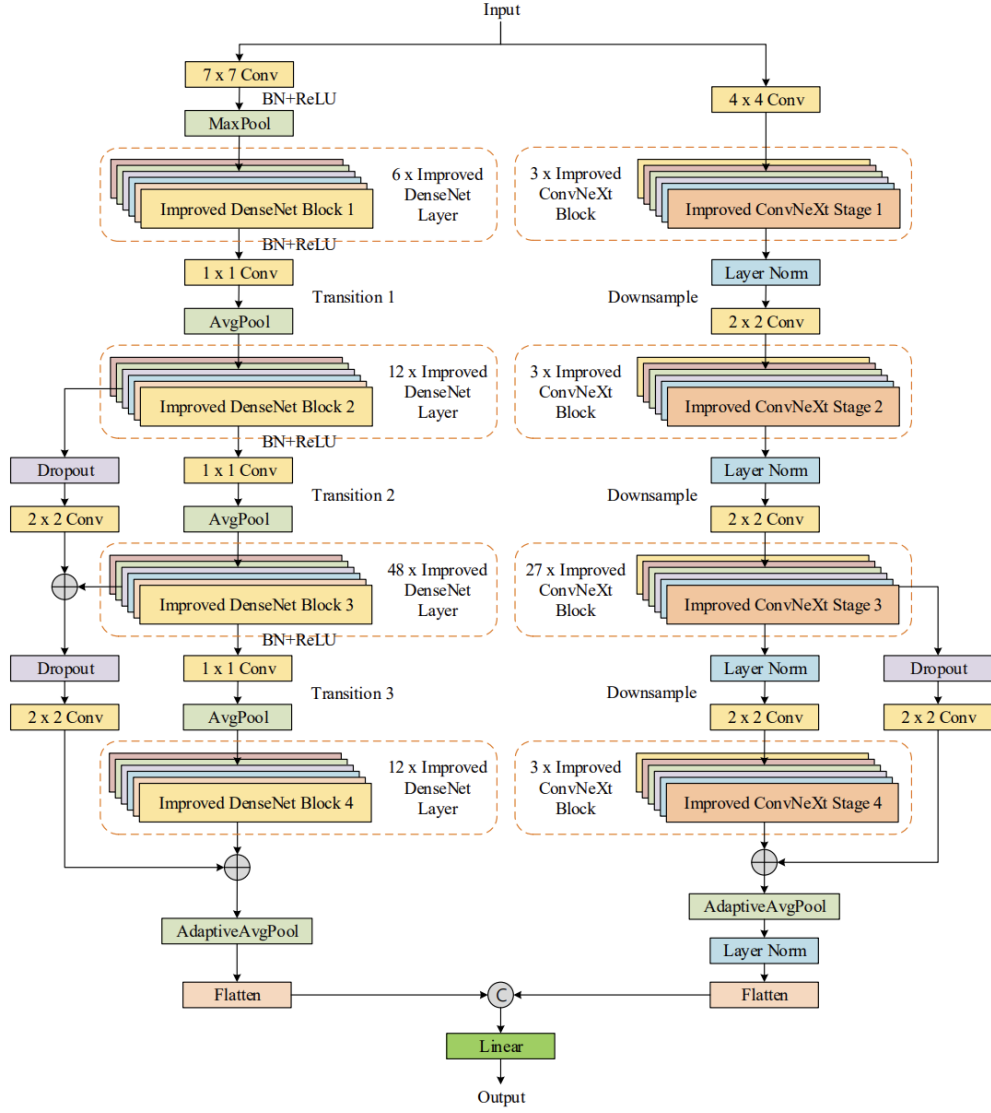 Input
7 x 7 Conv
BN+ReLU
MaxPool
4 x 4 Conv
6 x Improved
DenseNet
Layer
Improved DenseNet Block 1
3 x Improved
ConvNeXt
Block
Improved ConvNeXt Stage 1
BN+ReLU
1 x 1 Conv
Transition 1
AvgPool
Layer Norm
Downsample
2 x 2 Conv
12 x Improved
DenseNet
Layer
Improved DenseNet Block 2
3 x Improved
ConvNeXt
Block
Improved ConvNeXt Stage 2
BN+ReLU
Dropout
1 x 1 Conv
Transition 2
2 x 2 Conv
AvgPool
Layer Norm
Downsample
2 x 2 Conv
48 x Improved
DenseNet
Layer
Improved DenseNet Block 3
27 x Improved
ConvNeXt
Block
Improved ConvNeXt Stage 3
BN+ReLU
Dropout
1 x 1 Conv
Transition 3
2 x 2 Conv
AvgPool
Layer Norm
Downsample
2 x 2 Conv
Dropout
2 x 2 Conv
12 x Improved
DenseNet
Layer
Improved DenseNet Block 4
3 x Improved
ConvNeXt
Block
Improved ConvNeXt Stage 4
AdaptiveAvgPool
AdaptiveAvgPool
Layer Norm
Flatten
C
Flatten
Linear
Output